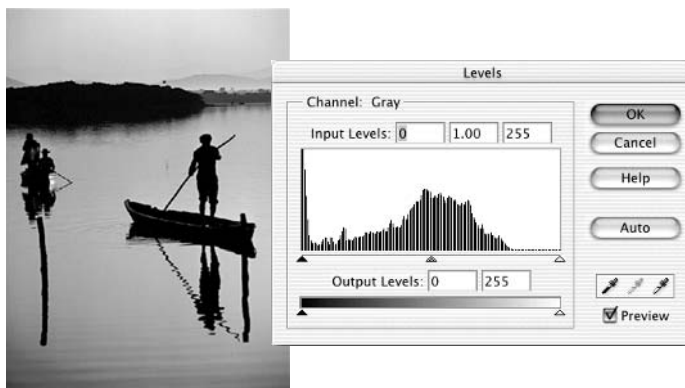 Levels
Channel: Gray
Input Levels: 0 1.00 255
Output Levels: 0 255
OK
Cancel
Help
Auto
Preview